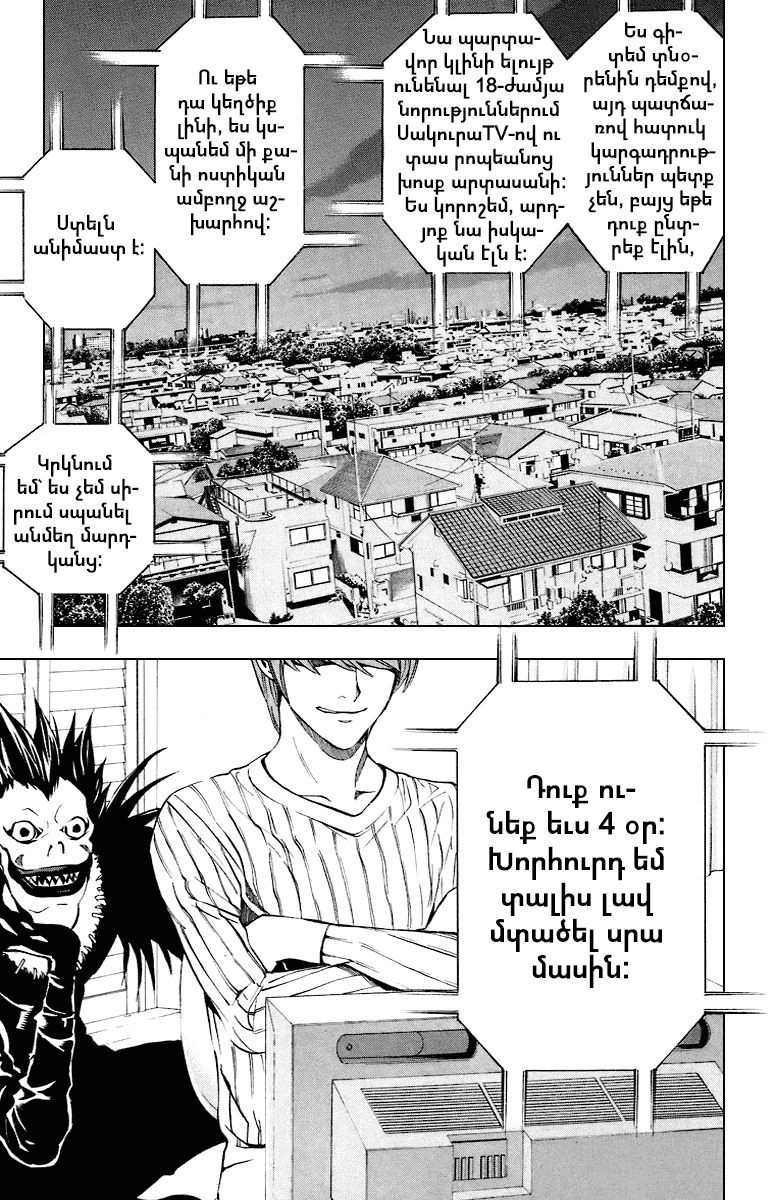 Ես գի-
տեմ տնօ-
րենին դեմքով,
այդ պատճա-
ռով հատուկ
կարգադրութ-
յուններ պետք
չեն, բայց եթե
դուք ընտ-
րեք էլին,
Նա պարտա-
վոր կլինի ելույթ
ունենալ 18-ժամյա
նորություններում
ՍակուրաTV-ով ու
տաս րոպեանոց
խոսք արտասանի:
Ես կորոշեմ, արդ-
յոք նա իսկա-
կան էլն է:
Ու եթե
դա կեղծիք
լինի, ես կս-
պանեմ մի քա-
նի ոստիկան
ամբողջ աշ-
խարհով:
Ստելն
անիմաստ է:
Կրկնում
եմ՝ ես չեմ սի-
րում սպանել
անմեղ մարդ-
կանց:
Դուք ու-
նեք եւս 4 օր:
Խորհուրդ եմ
տալիս լավ
մտածել սրա
մասին: